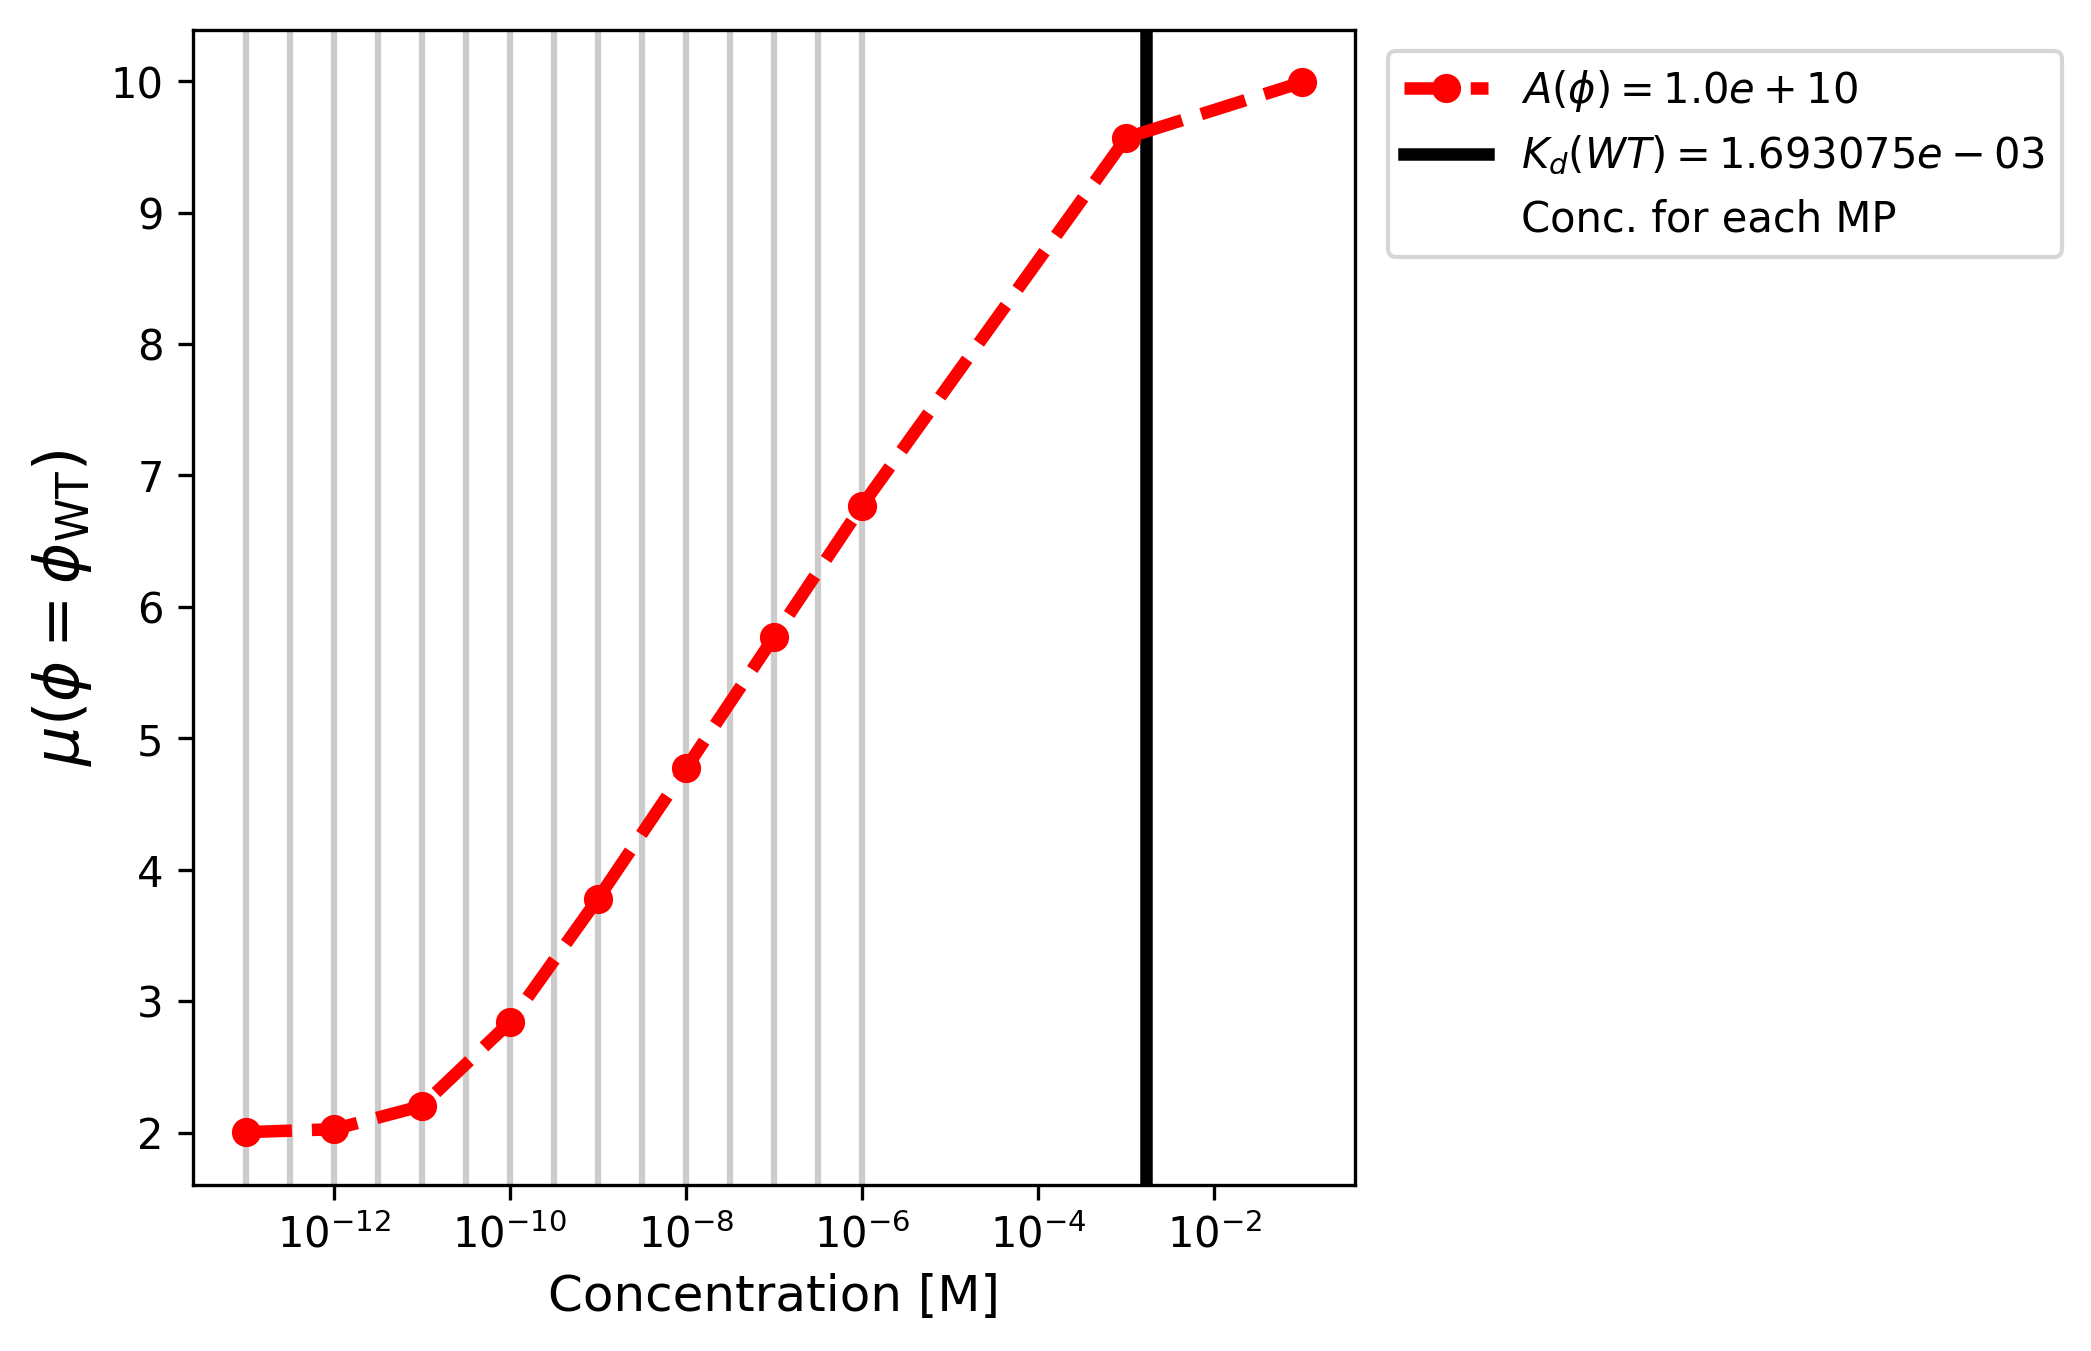 10
9
8
7
6
5
4
3
2
μ(ϕ = ϕ_WT)
10⁻¹² 10⁻¹⁰ 10⁻⁸ 10⁻⁶ 10⁻⁴ 10⁻²
Concentration [M]
A(ϕ) = 1.0e + 10
K_d(WT) = 1.693075e − 03
Conc. for each MP